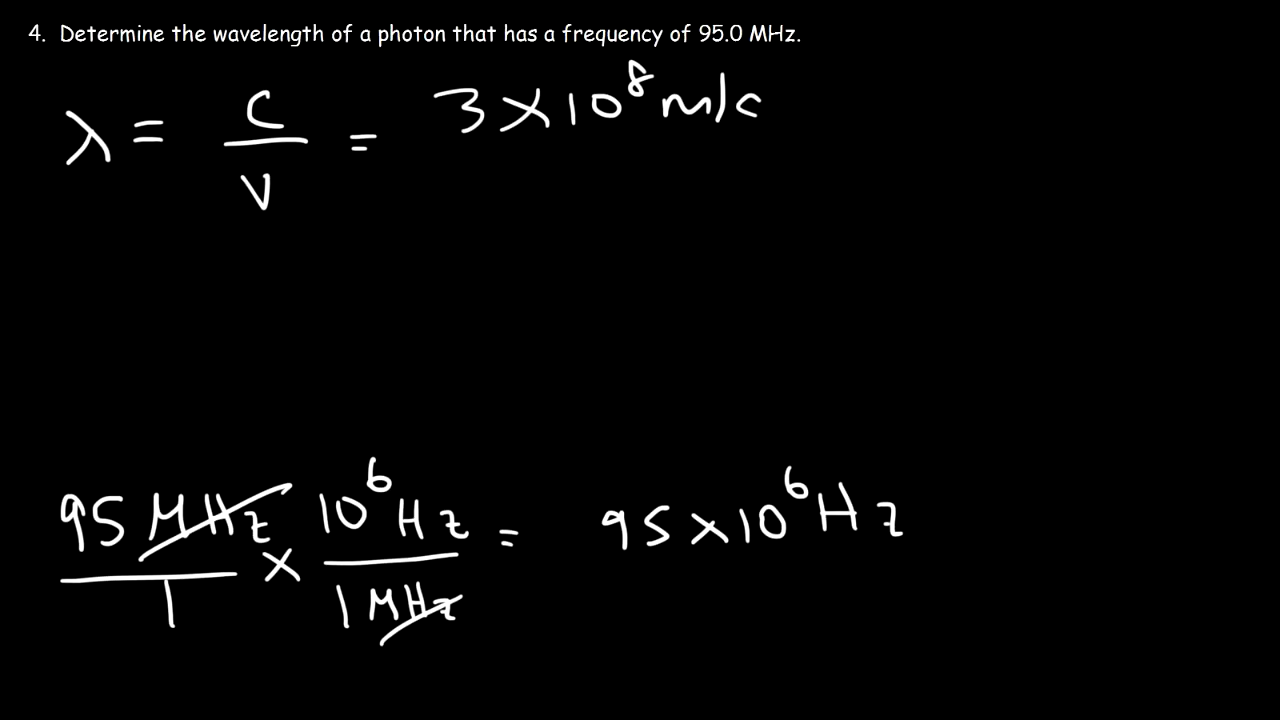 4. Determine the wavelength of a photon that has a frequency of 95.0 MHz.
λ = c/ν = 3 × 10⁸ m/c
95 MHz/1 × 10⁶ Hz/1 MHz = 95 × 10⁶ Hz